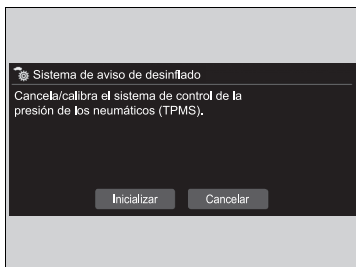 Sistema de aviso de desinflado
Cancela/calibra el sistema de control de la
presión de los neumáticos (TPMS).
Inicializar
Cancelar